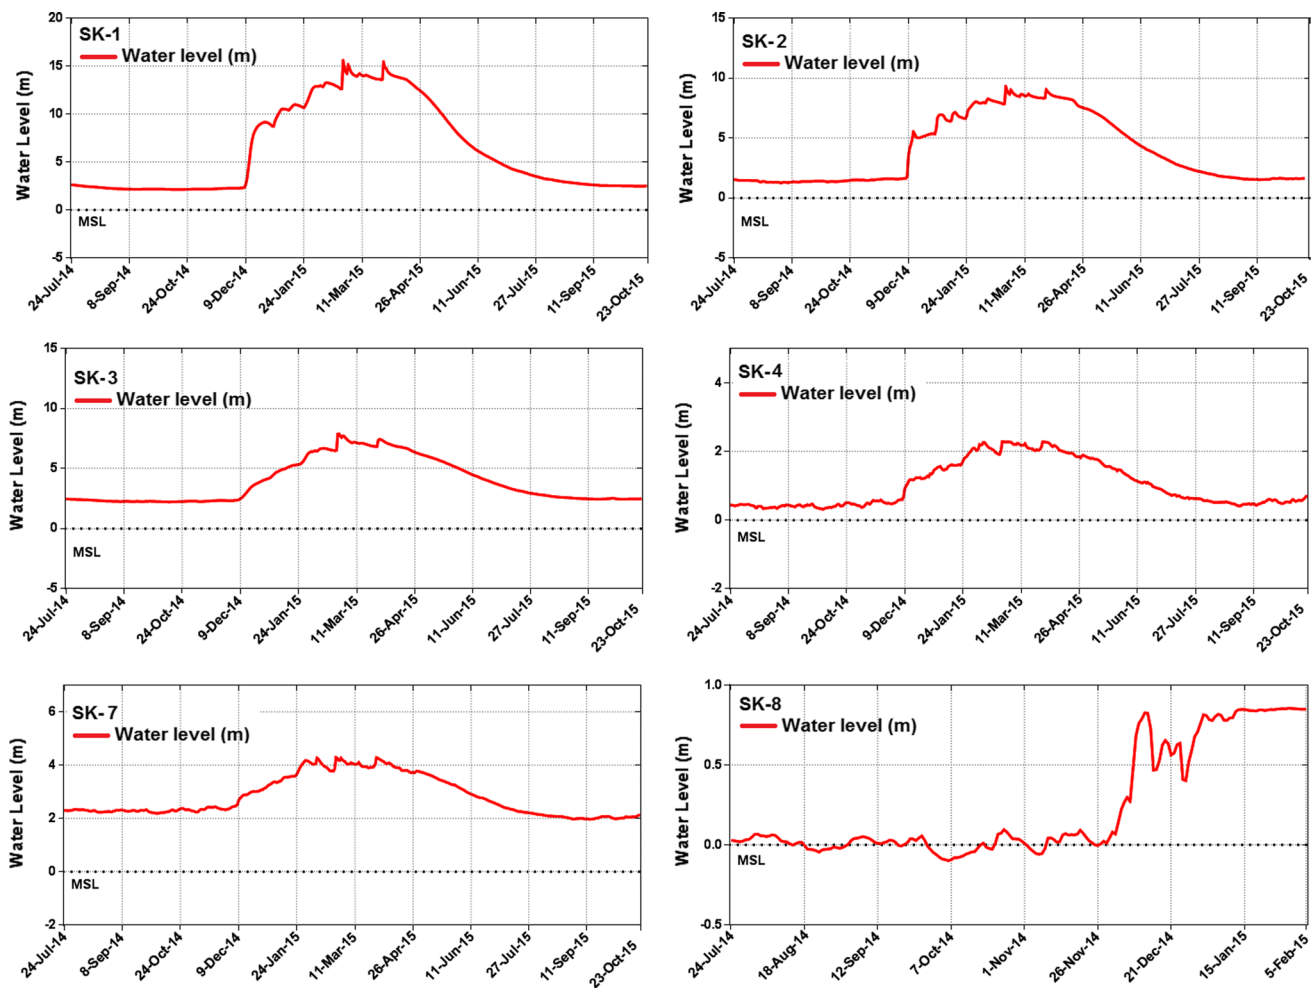 SK-1
Water level (m)
Water Level (m)
20
15
10
5
0
-5
MSL
24-Jul-14
8-Sep-14
24-Oct-14
9-Dec-14
24-Jan-15
11-Mar-15
26-Apr-15
11-Jun-15
27-Jul-15
11-Sep-15
23-Oct-15
SK-2
Water level (m)
Water Level (m)
15
10
5
0
-5
MSL
24-Jul-14
8-Sep-14
24-Oct-14
9-Dec-14
24-Jan-15
11-Mar-15
26-Apr-15
11-Jun-15
27-Jul-15
11-Sep-15
23-Oct-15
SK-3
Water level (m)
Water Level (m)
15
10
5
0
-5
MSL
24-Jul-14
8-Sep-14
24-Oct-14
9-Dec-14
24-Jan-15
11-Mar-15
26-Apr-15
11-Jun-15
27-Jul-15
11-Sep-15
23-Oct-15
SK-4
Water level (m)
Water Level (m)
4
2
0
-2
MSL
24-Jul-14
8-Sep-14
24-Oct-14
9-Dec-14
24-Jan-15
11-Mar-15
26-Apr-15
11-Jun-15
27-Jul-15
11-Sep-15
23-Oct-15
SK-7
Water level (m)
Water Level (m)
6
4
2
0
-2
MSL
24-Jul-14
8-Sep-14
24-Oct-14
9-Dec-14
24-Jan-15
11-Mar-15
26-Apr-15
11-Jun-15
27-Jul-15
11-Sep-15
23-Oct-15
SK-8
Water level (m)
Water Level (m)
1.0
0.5
0.0
-0.5
MSL
24-Jul-14
18-Aug-14
12-Sep-14
7-Oct-14
1-Nov-14
26-Nov-14
21-Dec-14
15-Jan-15
5-Feb-15